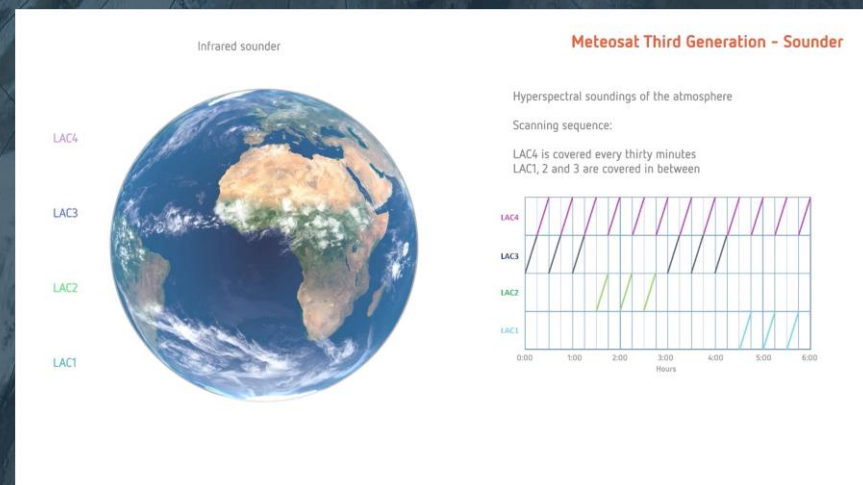 Infrared sounder
LAC4
LAC3
LAC2
LAC1
Meteosat Third Generation - Sounder
Hyperspectral soundings of the atmosphere
Scanning sequence:
LAC4 is covered every thirty minutes
LAC1, 2 and 3 are covered in between
LAC4
LAC3
LAC2
LAC1
0:00 1:00 2:00 3:00 4:00 5:00 6:00
Hours